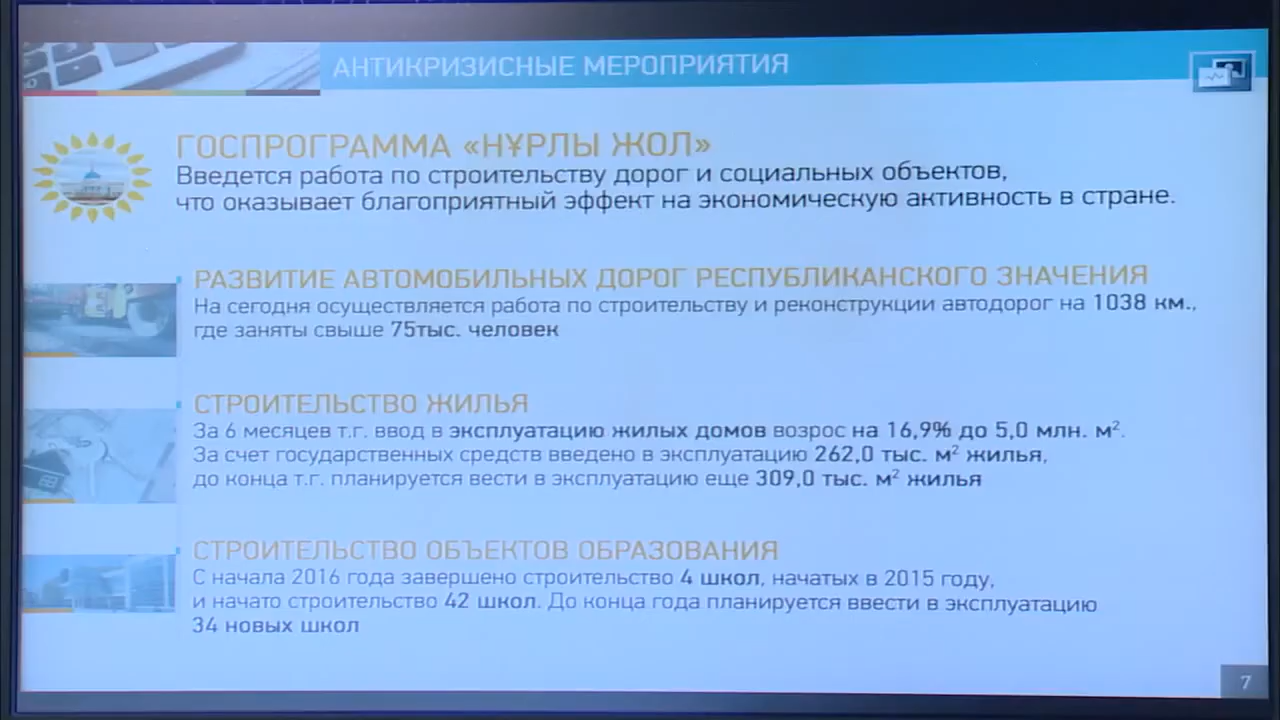 АНТИКРИЗИСНЫЕ МЕРОПРИЯТИЯ
ГОСПРОГРАММА «НҰРЛЫ ЖОЛ»
Введется работа по строительству дорог и социальных объектов,
что оказывает благоприятный эффект на экономическую активность в стране.
РАЗВИТИЕ АВТОМОБИЛЬНЫХ ДОРОГ РЕСПУБЛИКАНСКОГО ЗНАЧЕНИЯ
На сегодня осуществляется работа по строительству и реконструкции автодорог на 1038 км.,
где заняты свыше 75тыс. человек
СТРОИТЕЛЬСТВО ЖИЛЬЯ
За 6 месяцев т.г. ввод в эксплуатацию жилых домов возрос на 16,9% до 5,0 млн. м².
За счет государственных средств введено в эксплуатацию 262,0 тыс. м² жилья,
до конца т.г. планируется вести в эксплуатацию еще 309,0 тыс. м² жилья
СТРОИТЕЛЬСТВО ОБЪЕКТОВ ОБРАЗОВАНИЯ
С начала 2016 года завершено строительство 4 школ, начатых в 2015 году,
и начато строительство 42 школ. До конца года планируется ввести в эксплуатацию
34 новых школ
7